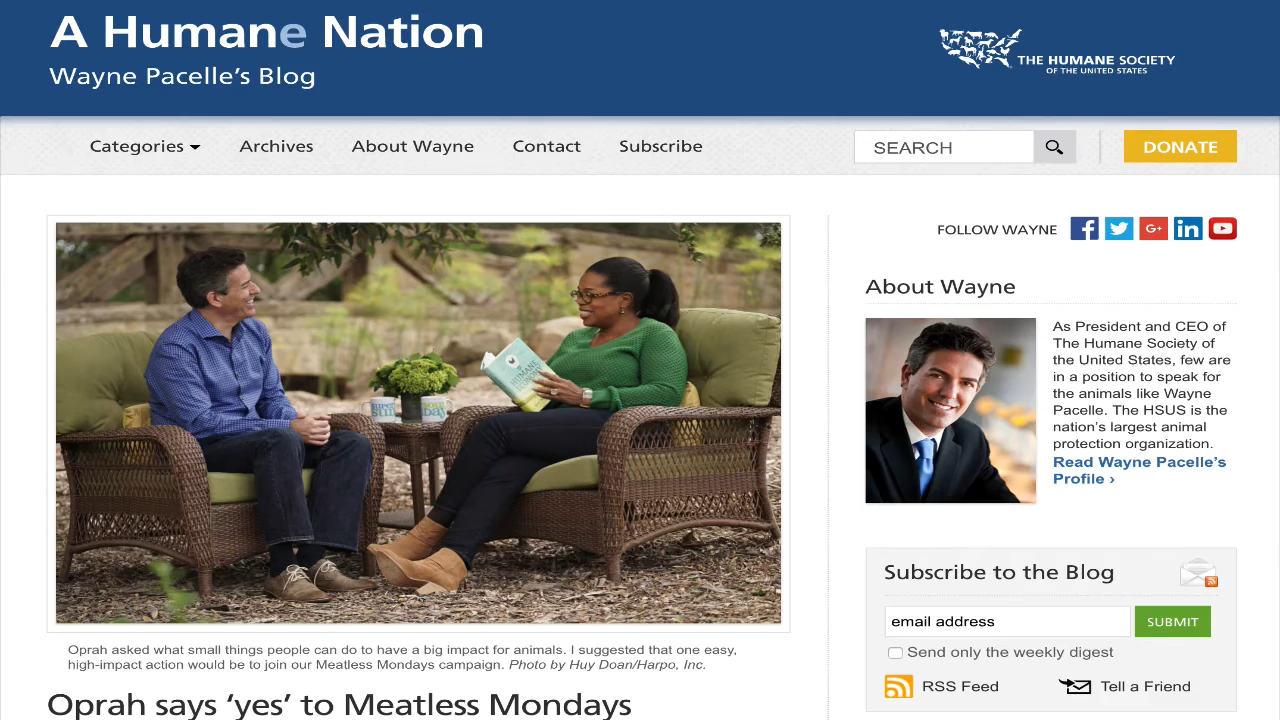 A Humane Nation
Wayne Pacelle's Blog
THE HUMANE SOCIETY
OF THE UNITED STATES
Categories
Archives
About Wayne
Contact
Subscribe
SEARCH
DONATE
FOLLOW WAYNE
About Wayne
As President and CEO of
The Humane Society of
the United States, few are
in a position to speak for
the animals like Wayne
Pacelle. The HSUS is the
nation's largest animal
protection organization.
Read Wayne Pacelle's
Profile ›
Subscribe to the Blog
email address
SUBMIT
Send only the weekly digest
RSS Feed
Tell a Friend
Oprah asked what small things people can do to have a big impact for animals. I suggested that one easy,
high-impact action would be to join our Meatless Mondays campaign. Photo by Huy Doan/Harpo, Inc.
Oprah says ‘yes’ to Meatless Mondays